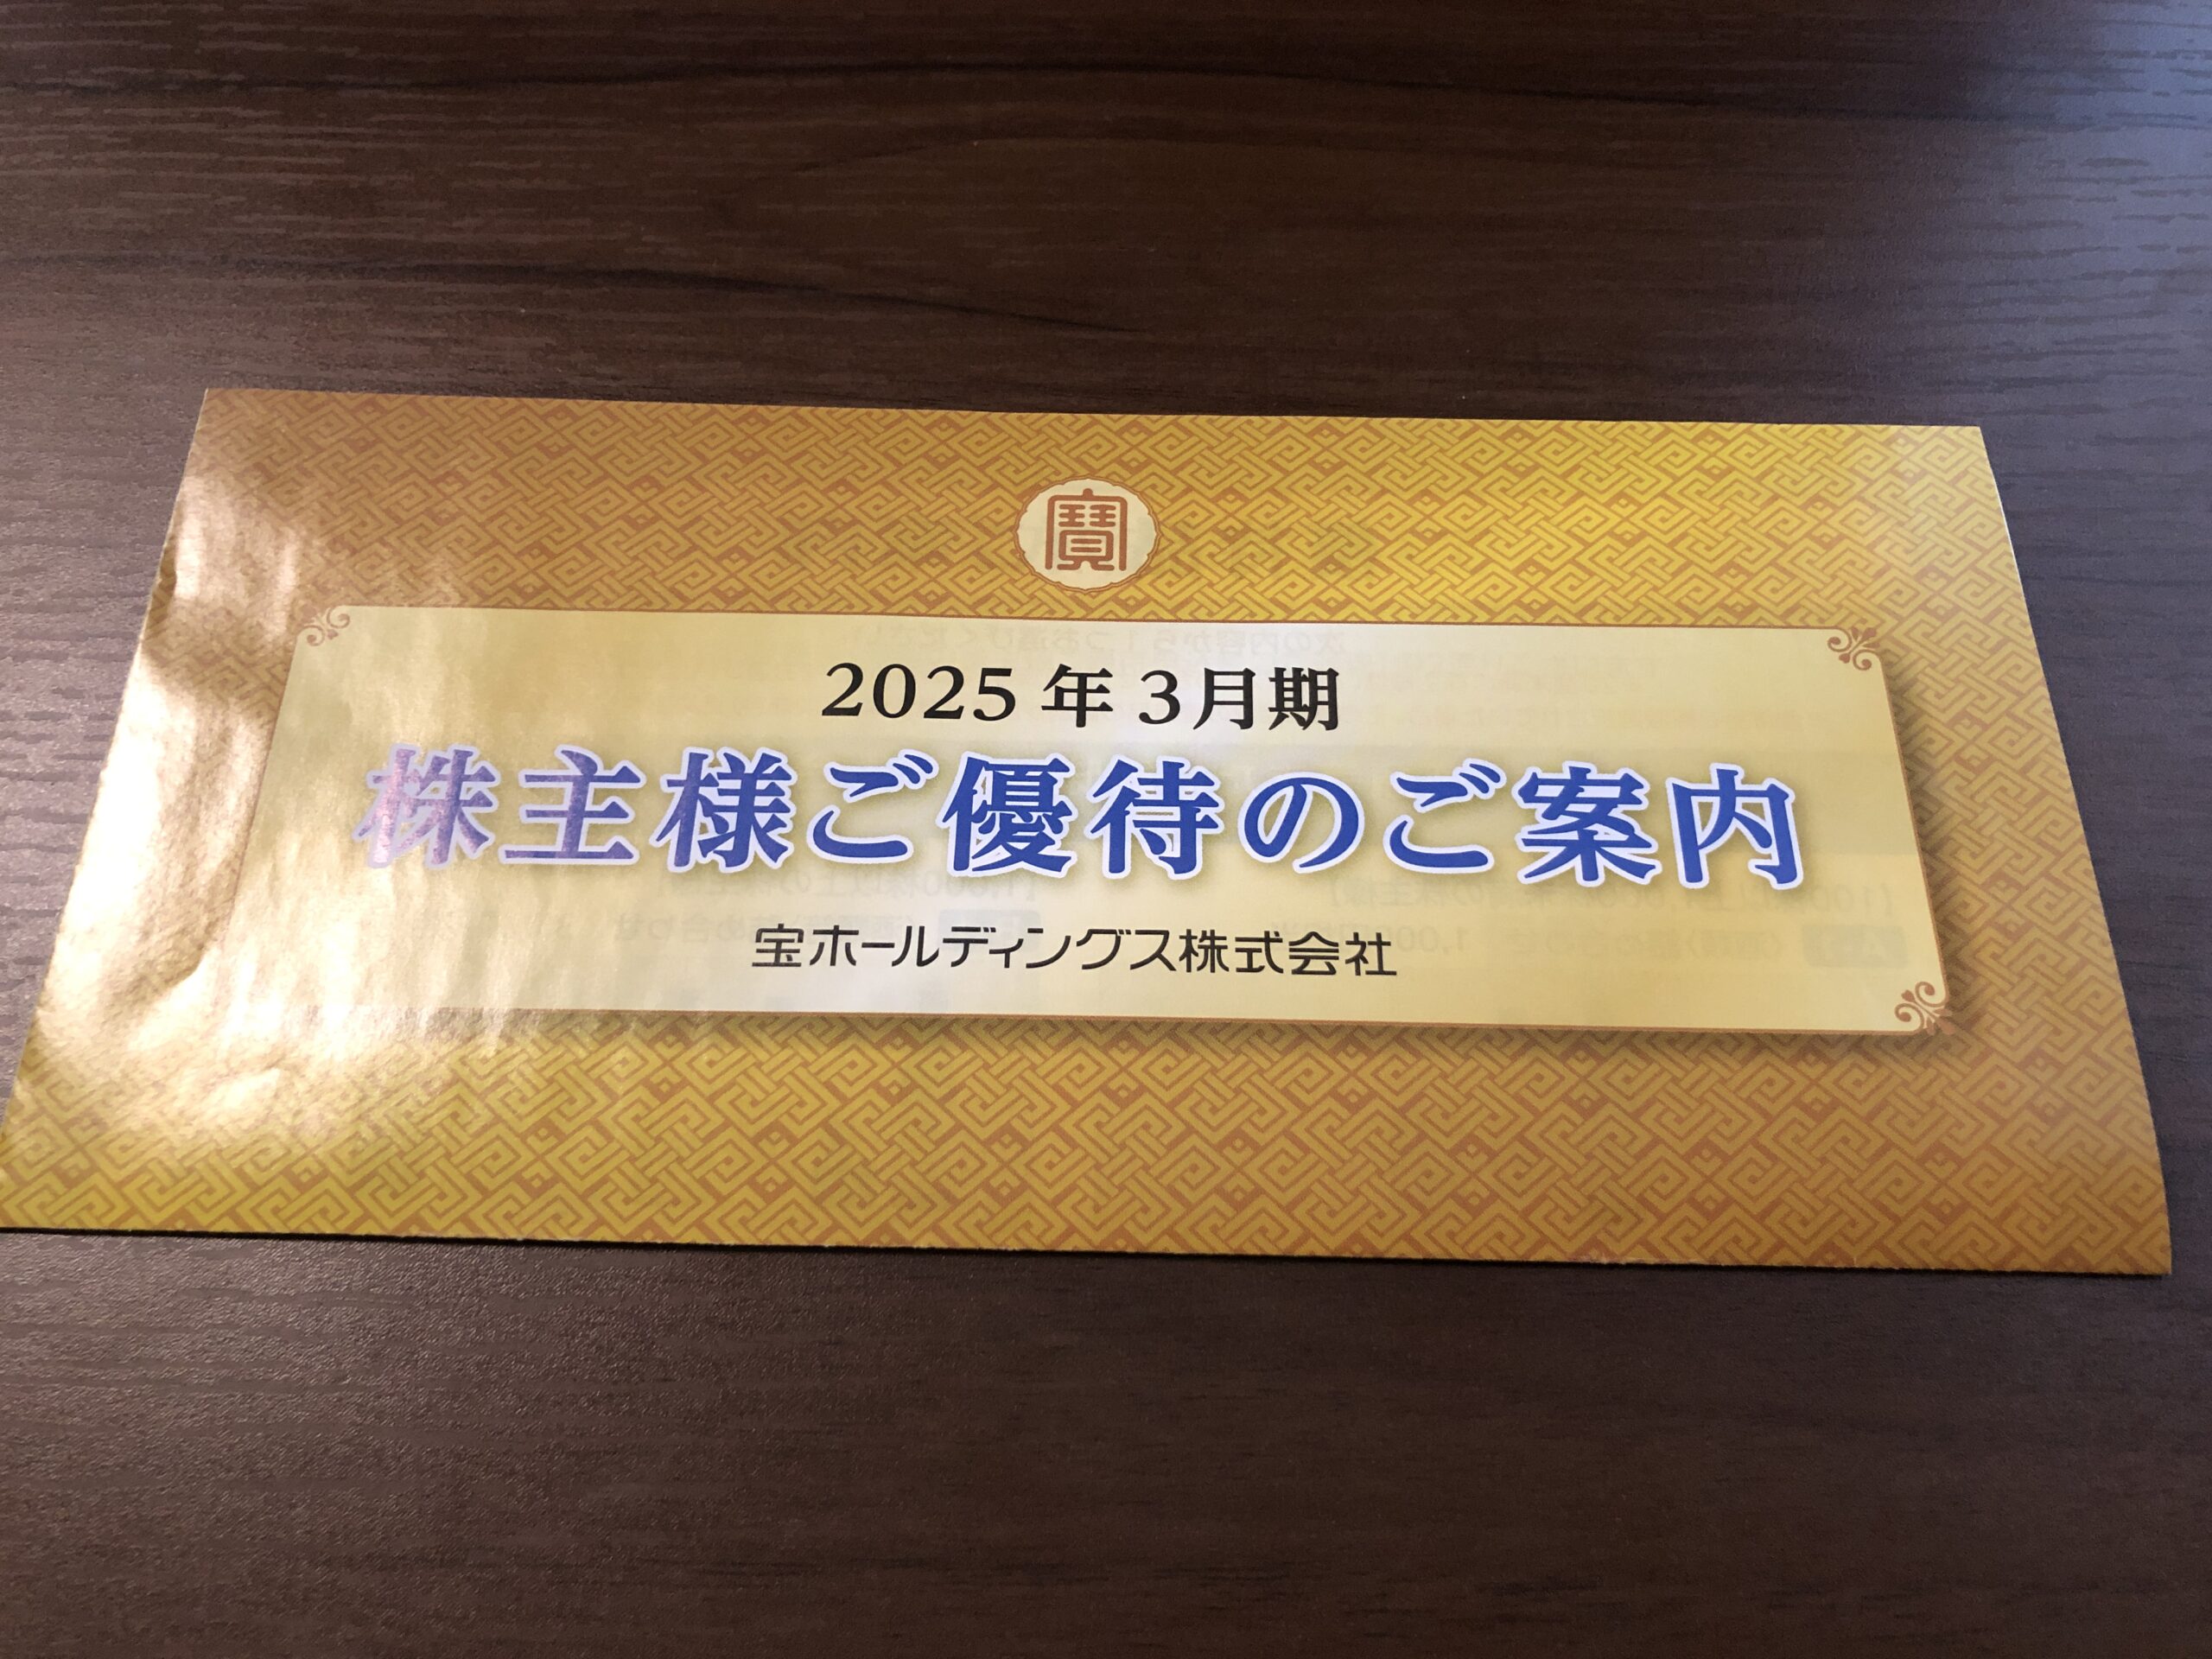 寶
2025年3月期
株主様ご優待のご案内
宝ホールディングス株式会社